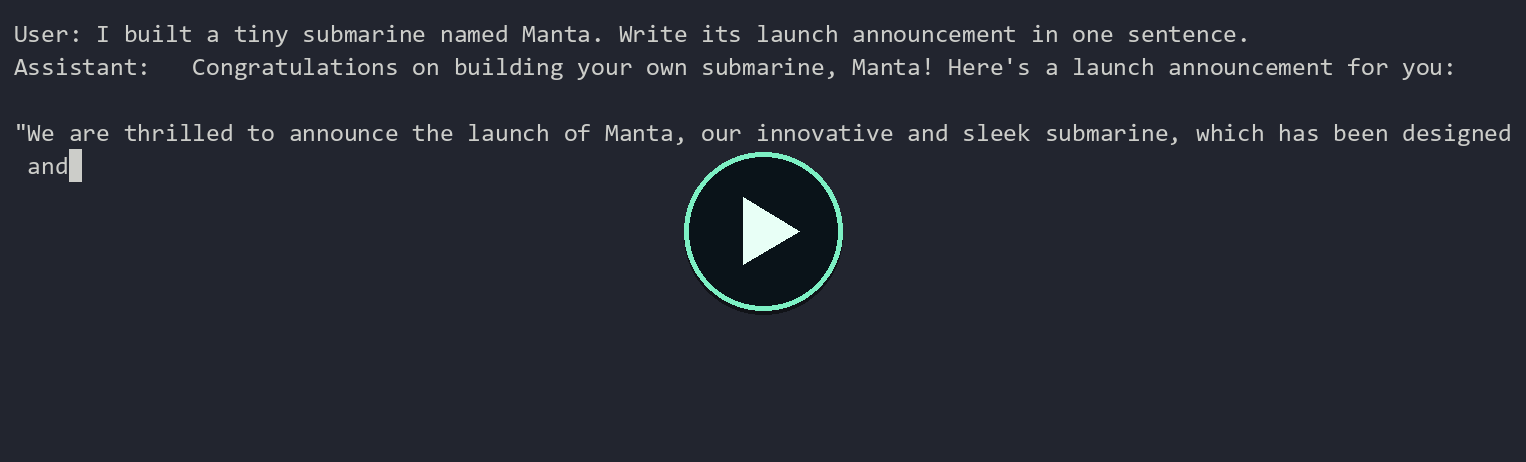 User: I built a tiny submarine named Manta. Write its launch announcement in one sentence.
Assistant:   Congratulations on building your own submarine, Manta! Here's a launch announcement for you:

"We are thrilled to announce the launch of Manta, our innovative and sleek submarine, which has been designed
 and